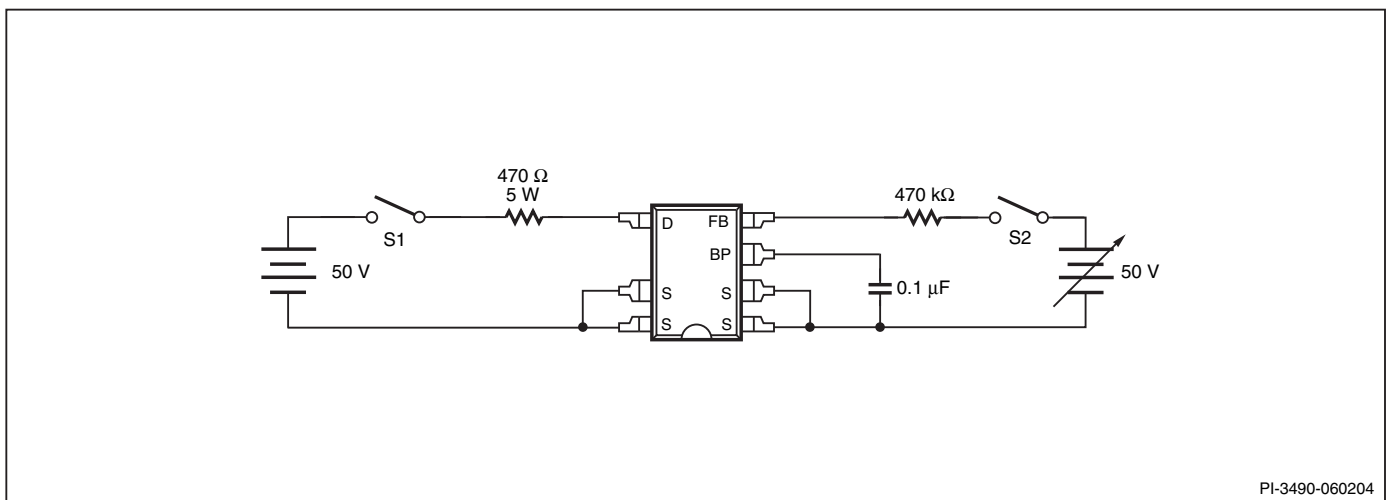 470 Ω
5 W
470 kΩ
D
FB
S1
S2
BP
50 V
50 V
S
S
0.1 μF
S
S
PI-3490-060204